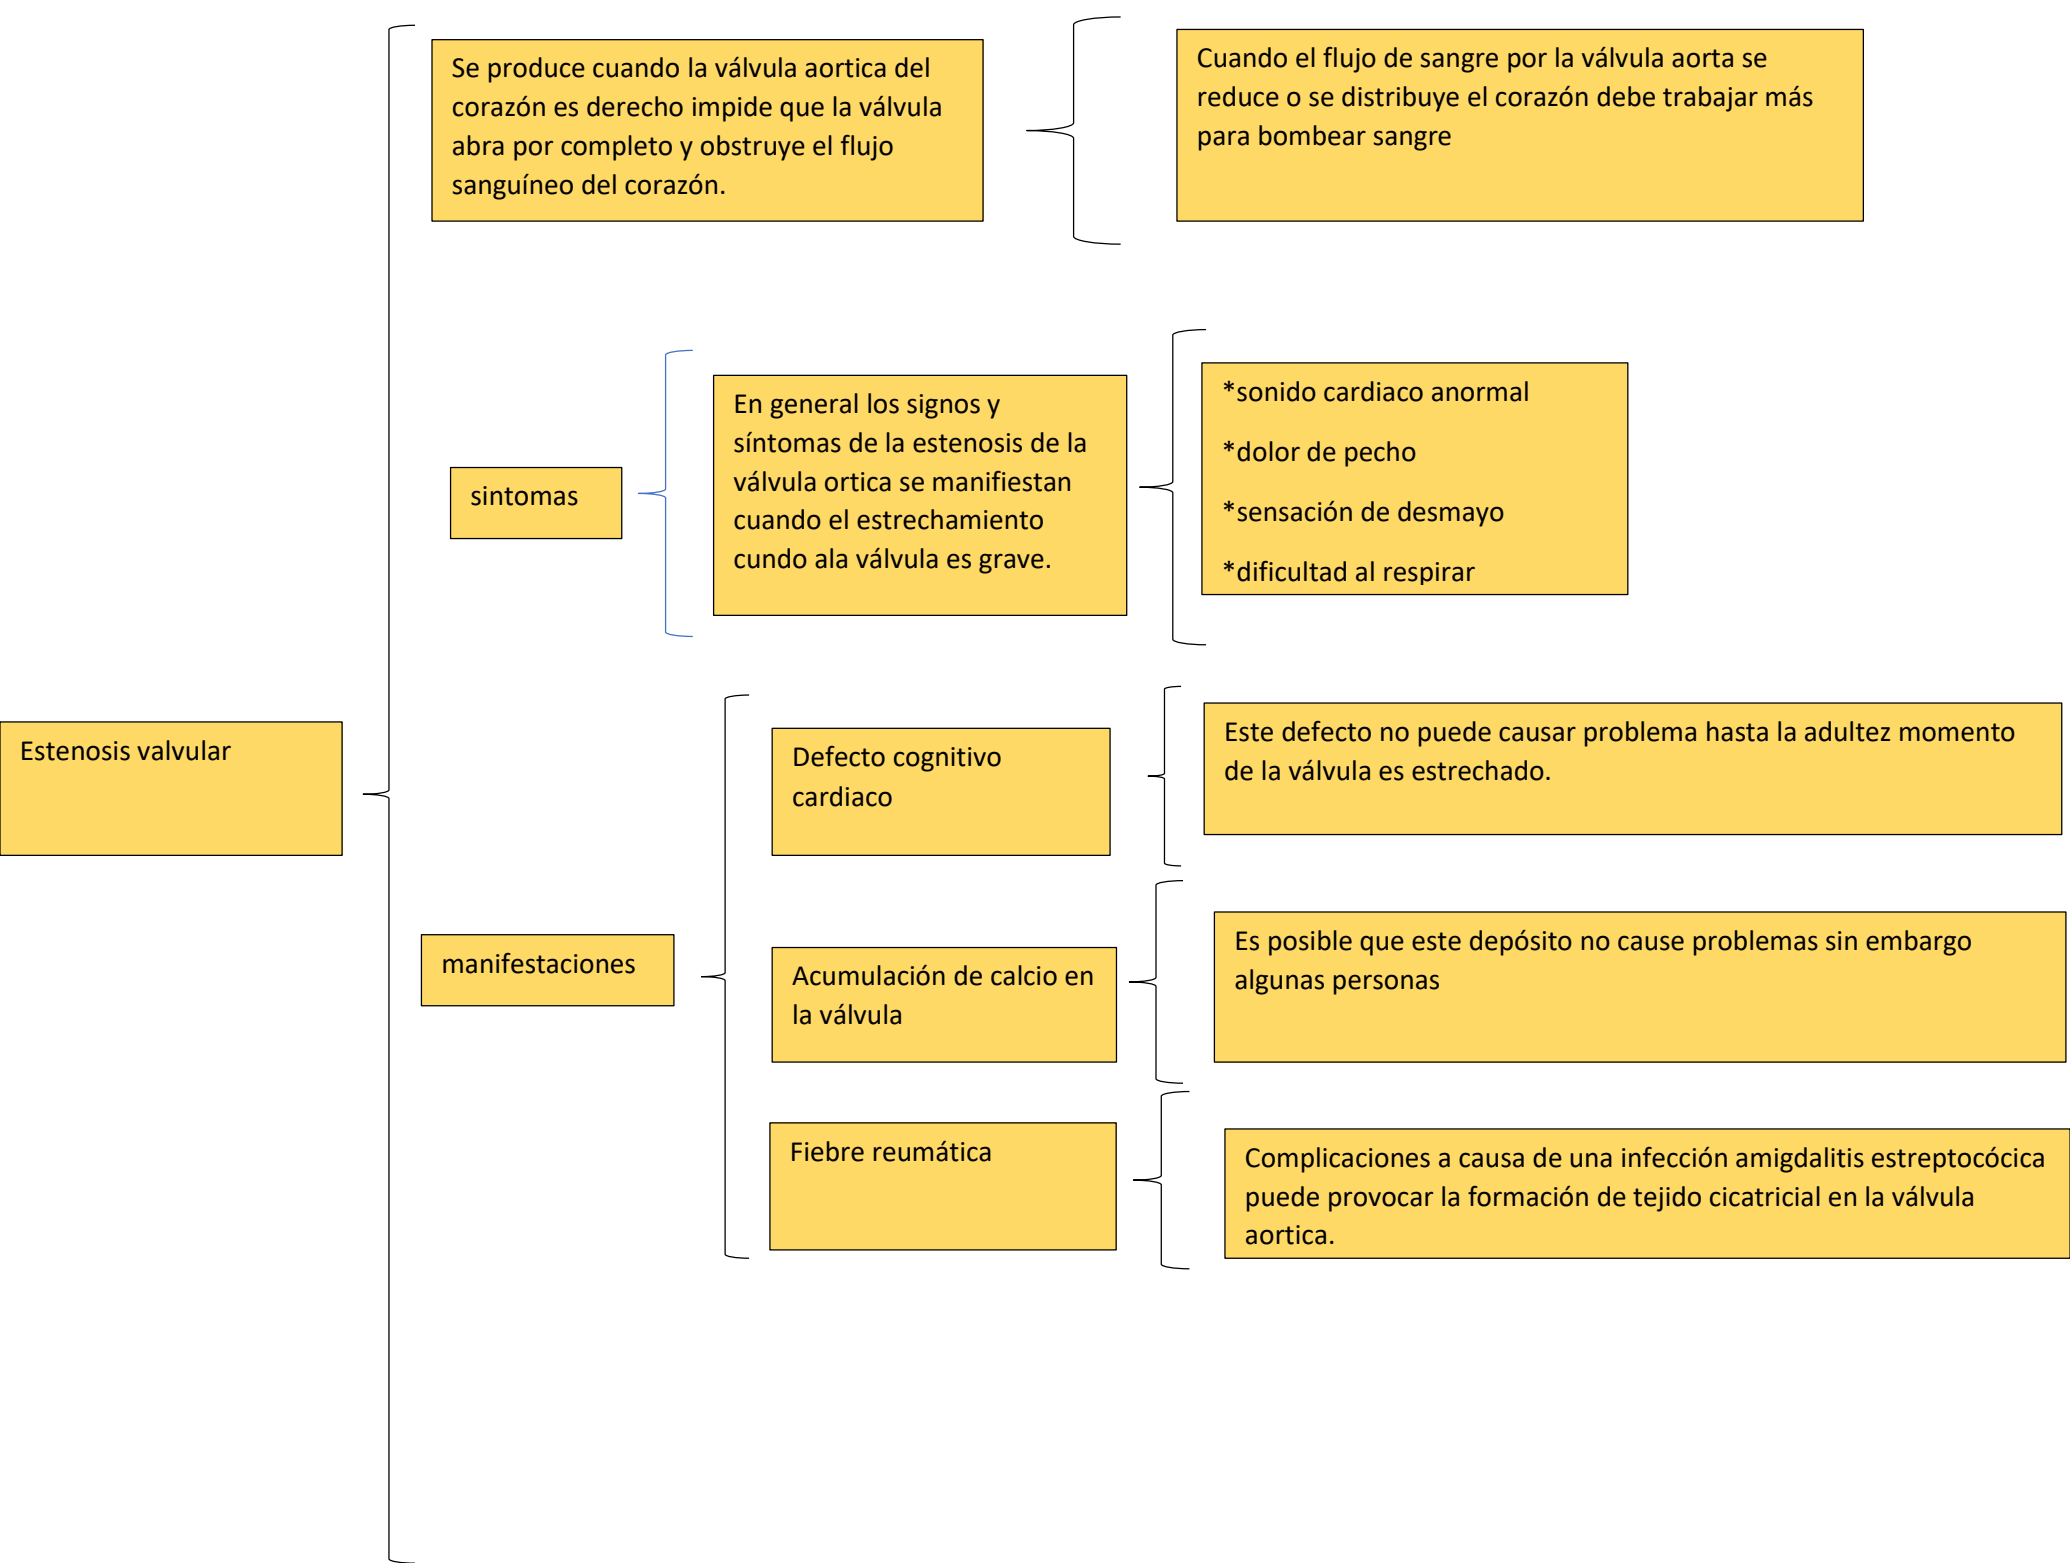 Se produce cuando la válvula aortica del
corazón es derecho impide que la válvula
abra por completo y obstruye el flujo
sanguíneo del corazón.
Cuando el flujo de sangre por la válvula aorta se
reduce o se distribuye el corazón debe trabajar más
para bombear sangre
sintomas
En general los signos y
síntomas de la estenosis de la
válvula ortica se manifiestan
cuando el estrechamiento
cundo ala válvula es grave.
*sonido cardiaco anormal
*dolor de pecho
*sensación de desmayo
*dificultad al respirar
Estenosis valvular
manifestaciones
Defecto cognitivo
cardiaco
Este defecto no puede causar problema hasta la adultez momento
de la válvula es estrechado.
Acumulación de calcio en
la válvula
Es posible que este depósito no cause problemas sin embargo
algunas personas
Fiebre reumática
Complicaciones a causa de una infección amigdalitis estreptocócica
puede provocar la formación de tejido cicatricial en la válvula
aortica.